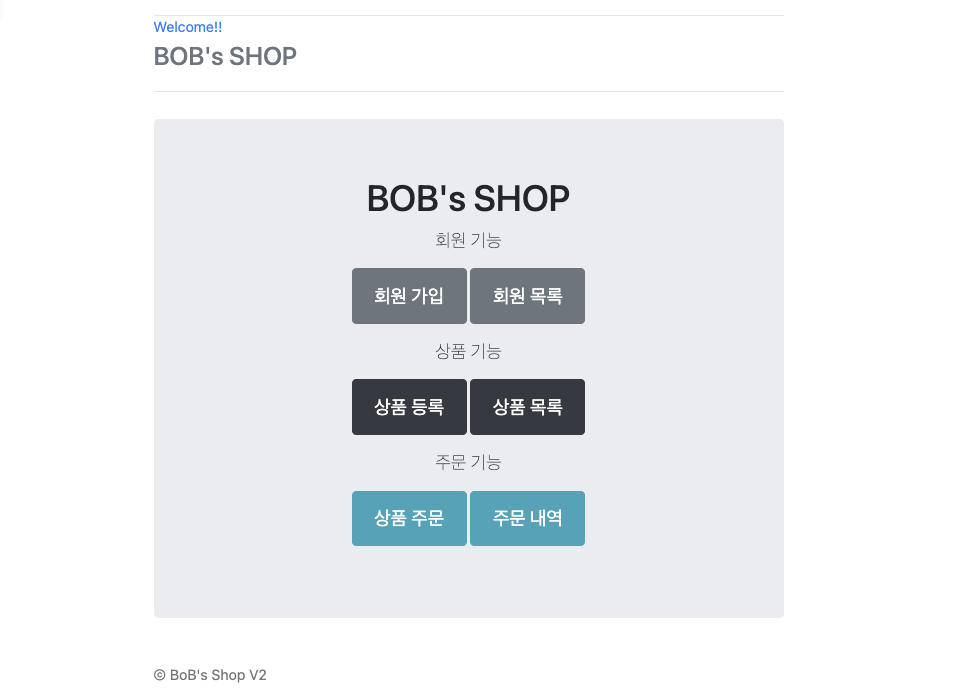 Welcome!!
BOB's SHOP
BOB's SHOP
회원 기능
회원 가입 회원 목록
상품 기능
상품 등록 상품 목록
주문 기능
상품 주문 주문 내역
© BoB's Shop V2